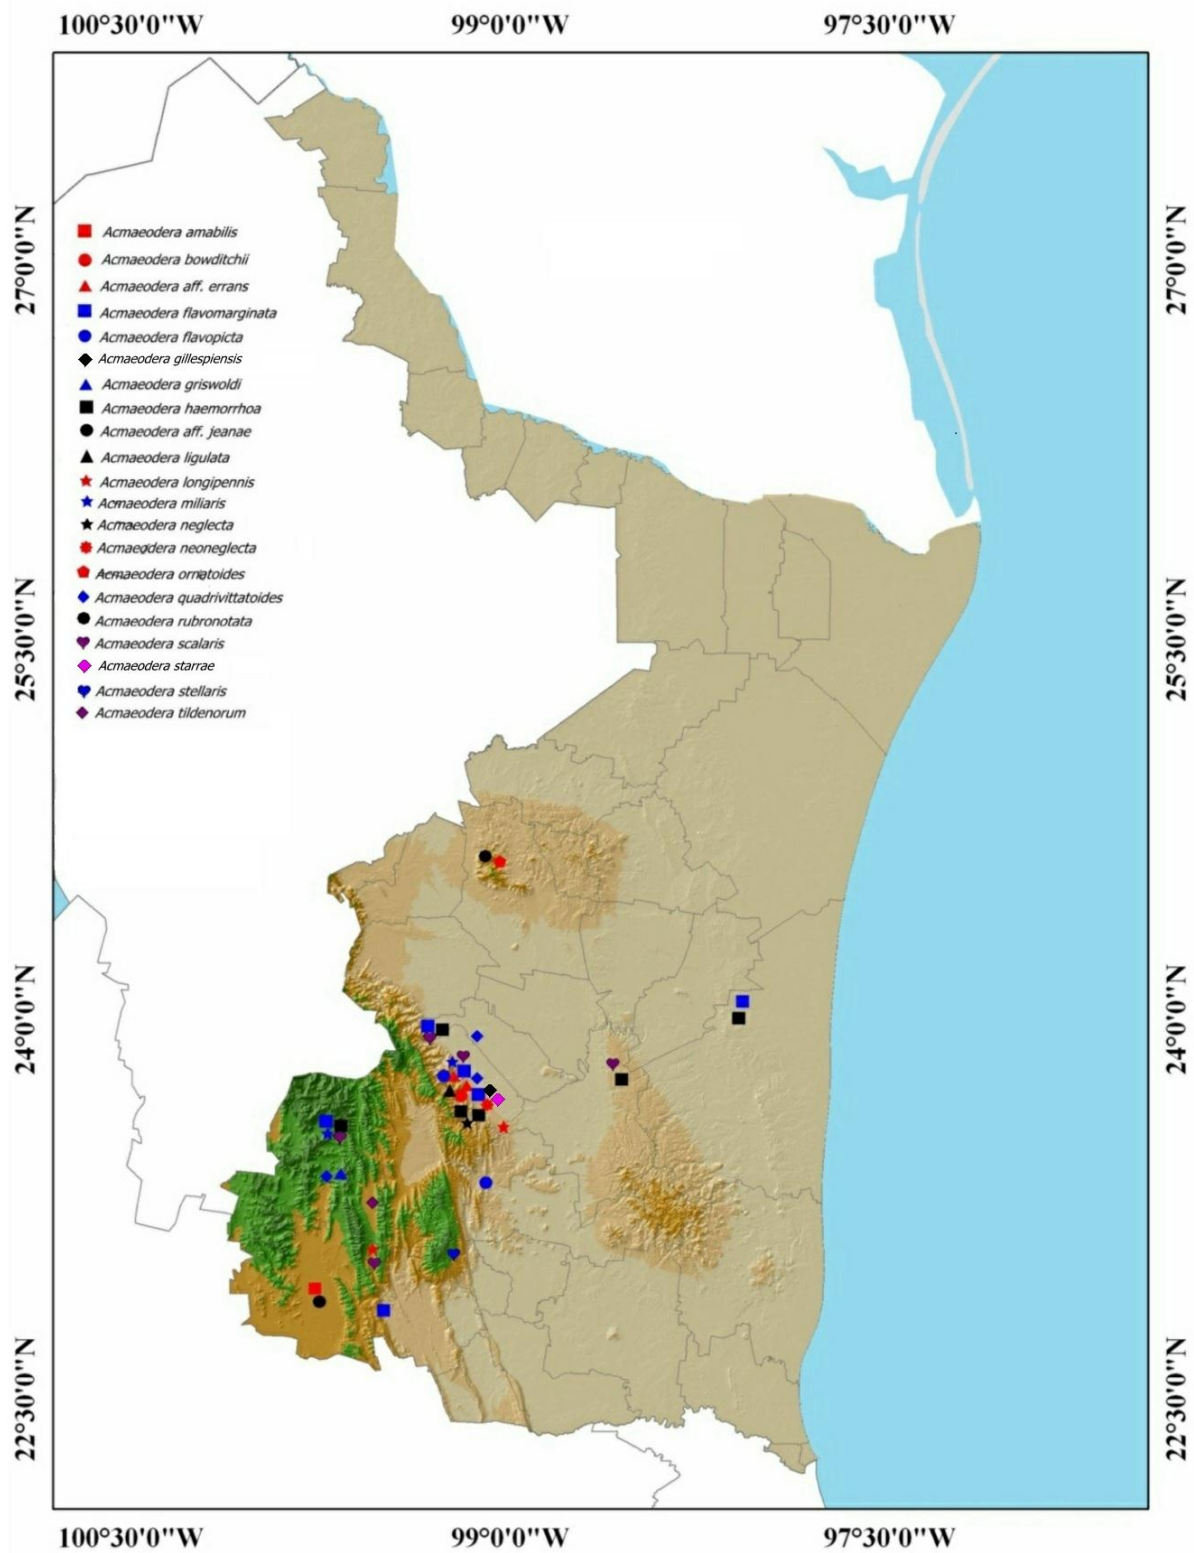 100°30'0"W 99°0'0"W 97°30'0"W
27°0'0"N 27°0'0"N
Acmaeodera amabilis
Acmaeodera bowditchii
Acmaeodera aff. errans
Acmaeodera flavomarginata
Acmaeodera flavopicta
Acmaeodera gillespiensis
Acmaeodera griswoldi
Acmaeodera haemorrhoa
Acmaeodera aff. jeanae
Acmaeodera ligulata
Acmaeodera longipennis
Acmaeodera miliaris
Acmaeodera neglecta
Acmaeodera neoneglecta
Acmaeodera ornatoides
Acmaeodera quadrivittatoides
Acmaeodera rubronotata
Acmaeodera scalaris
Acmaeodera starrae
Acmaeodera stellaris
Acmaeodera tildenorum
25°30'0"N 25°30'0"N
24°0'0"N 24°0'0"N
22°30'0"N 22°30'0"N
100°30'0"W 99°0'0"W 97°30'0"W